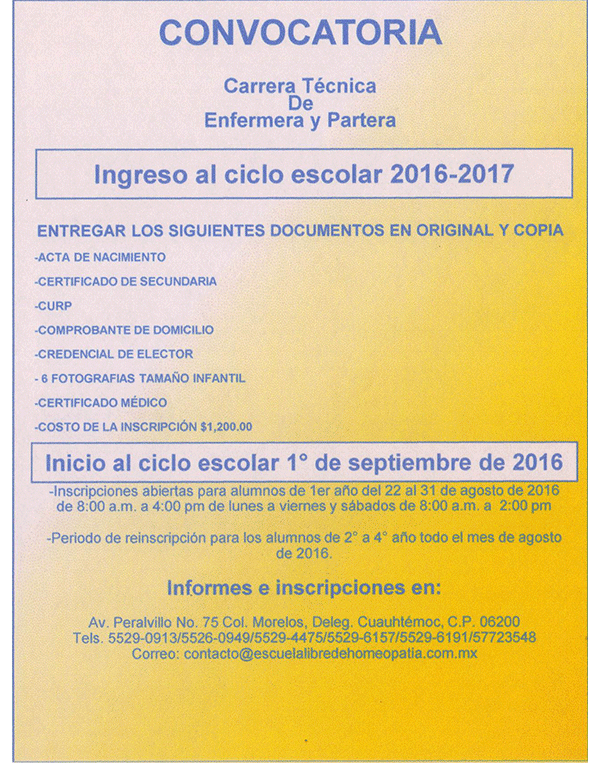 CONVOCATORIA
Carrera Técnica
De
Enfermera y Partera
Ingreso al ciclo escolar 2016-2017
ENTREGAR LOS SIGUIENTES DOCUMENTOS EN ORIGINAL Y COPIA
-ACTA DE NACIMIENTO
-CERTIFICADO DE SECUNDARIA
-CURP
-COMPROBANTE DE DOMICILIO
-CREDENCIAL DE ELECTOR
- 6 FOTOGRAFIAS TAMAÑO INFANTIL
-CERTIFICADO MÉDICO
-COSTO DE LA INSCRIPCIÓN $1,200.00
Inicio al ciclo escolar 1° de septiembre de 2016
-Inscripciones abiertas para alumnos de 1er año del 22 al 31 de agosto de 2016
de 8:00 a.m. a 4:00 pm de lunes a viernes y sábados de 8:00 a.m. a 2:00 pm
-Periodo de reinscripción para los alumnos de 2° a 4° año todo el mes de agosto
de 2016.
Informes e inscripciones en:
Av. Peralvillo No. 75 Col. Morelos, Deleg. Cuauhtémoc, C.P. 06200
Tels. 5529-0913/5526-0949/5529-4475/5529-6157/5529-6191/57723548
Correo: contacto@escuelalibredehomeopatia.com.mx